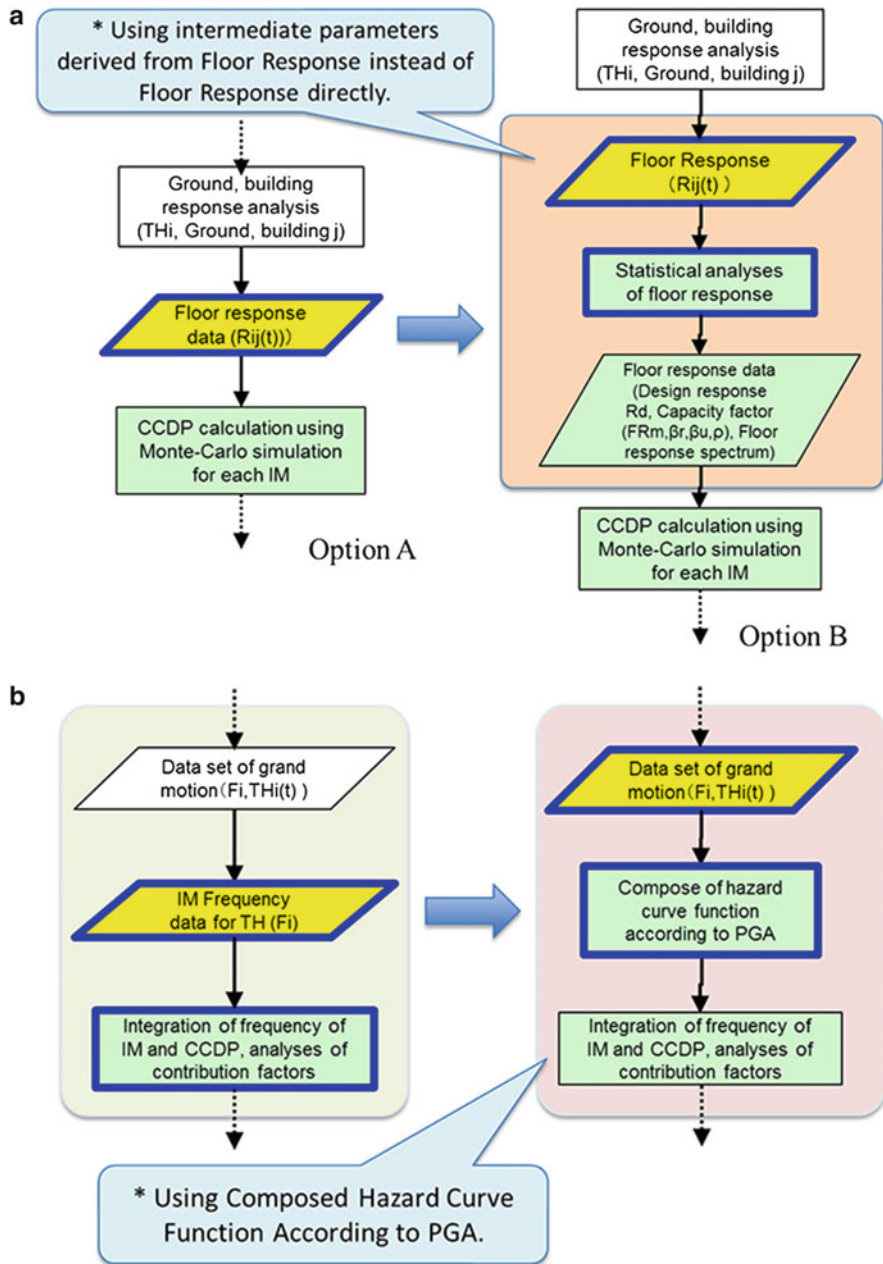 a
* Using intermediate parameters
derived from Floor Response instead of
Floor Response directly.
Ground, building
response analysis
(THi, Ground, building j)
Floor response
data (Rij(t))
CCDP calculation using
Monte-Carlo simulation
for each IM
Option A
Ground, building
response analysis
(THi, Ground, building j)
Floor Response
(Rij(t) )
Statistical analyses
of floor response
Floor response data
(Design response
Rd, Capacity factor
(FRm,βr,βu,ρ), Floor
response spectrum)
CCDP calculation using
Monte-Carlo simulation
for each IM
Option B
b
Data set of grand
motion(Fi,THi(t) )
IM Frequency
data for TH (Fi)
Integration of frequency of
IM and CCDP, analyses of
contribution factors
Data set of grand
motion(Fi,THi(t) )
Compose of hazard
curve function
according to PGA
Integration of frequency of
IM and CCDP, analyses of
contribution factors
* Using Composed Hazard Curve
Function According to PGA.